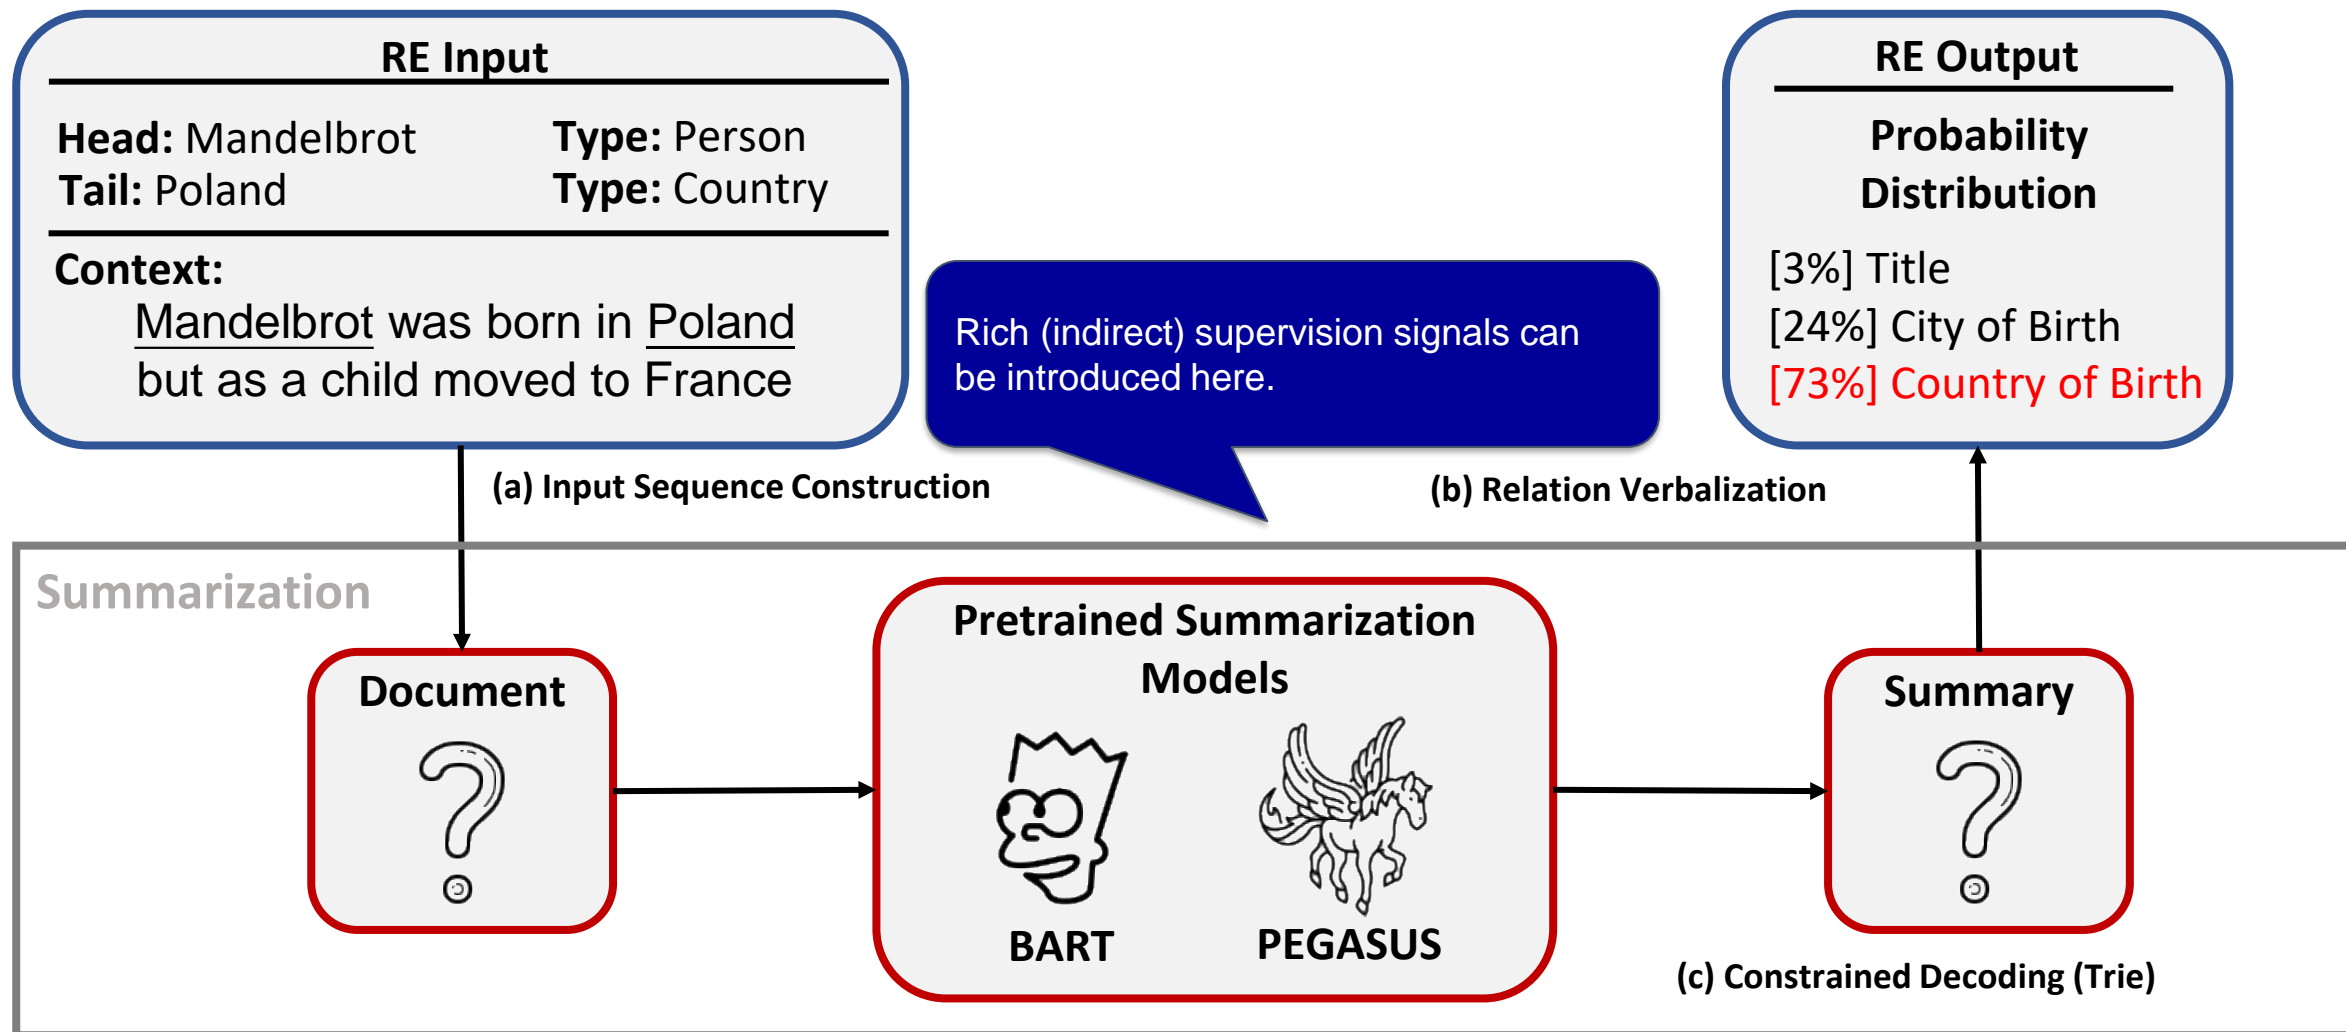 RE Input
Head: Mandelbrot Type: Person
Tail: Poland Type: Country
Context:
Mandelbrot was born in Poland
but as a child moved to France
Rich (indirect) supervision signals can
be introduced here.
RE Output
Probability
Distribution
[3%] Title
[24%] City of Birth
[73%] Country of Birth
(a) Input Sequence Construction
(b) Relation Verbalization
Summarization
Document
Pretrained Summarization
Models
BART
PEGASUS
Summary
(c) Constrained Decoding (Trie)